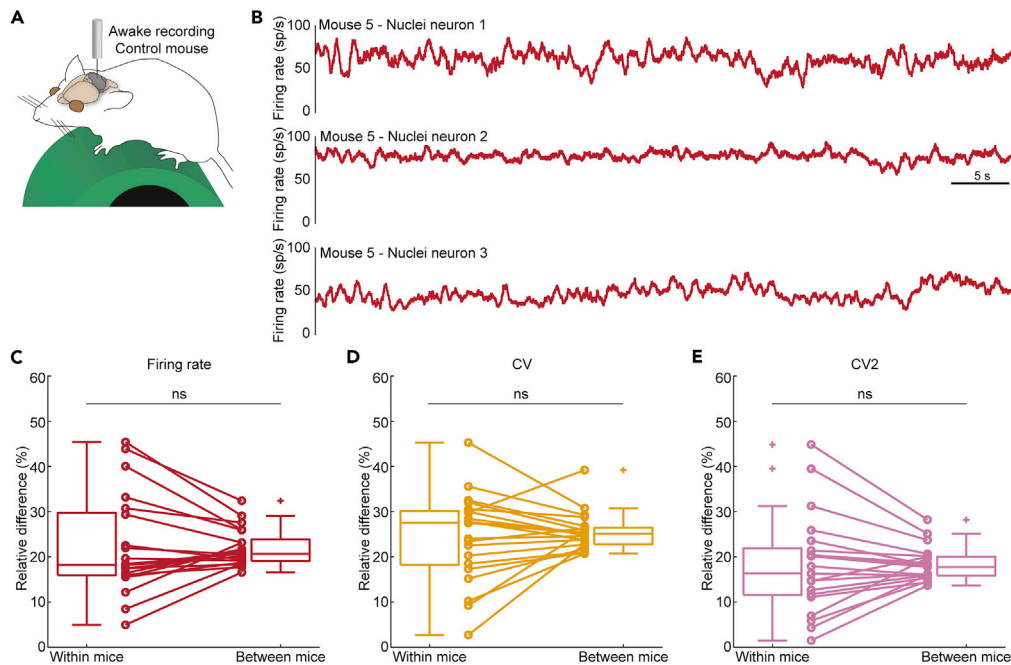 A
Awake recording
Control mouse
B
Mouse 5 - Nuclei neuron 1
Firing rate (sp/s)
100
50
0
Mouse 5 - Nuclei neuron 2
Firing rate (sp/s)
100
50
0
5 s
Mouse 5 - Nuclei neuron 3
Firing rate (sp/s)
100
50
0
C
Firing rate
ns
Relative difference (%)
60
50
40
30
20
10
0
Within mice
Between mice
D
CV
ns
Relative difference (%)
60
50
40
30
20
10
0
Within mice
Between mice
E
CV2
ns
Relative difference (%)
60
50
40
30
20
10
0
Within mice
Between mice